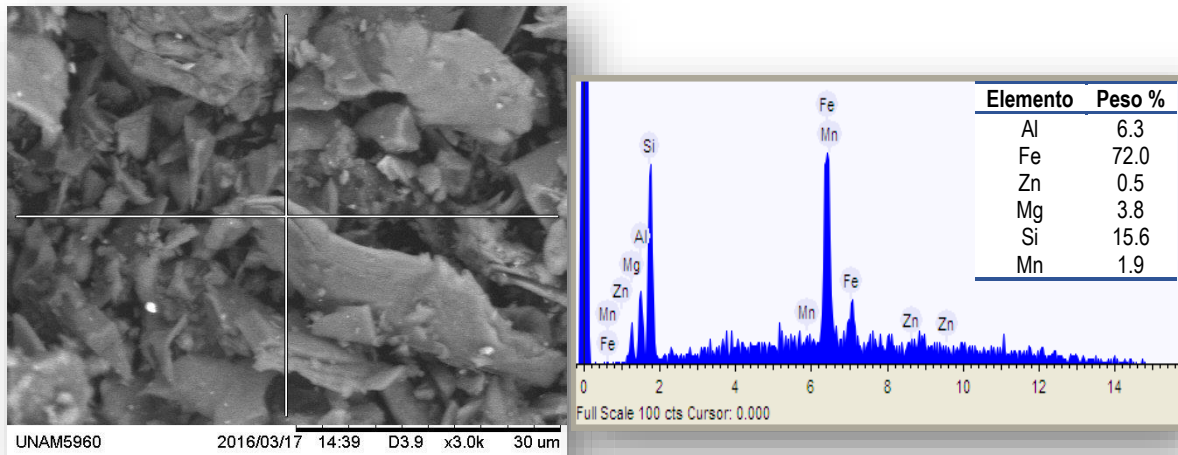 UNAM5960 2016/03/17 14:39 D3.9 x3.0k 30 um
Fe
Mn
Si
Al
Mg
Zn
Mn
Fe
Mn
Fe
Zn
Zn
0 2 4 6 8 10 12 14
Full Scale 100 cts Cursor: 0.000
Elemento Peso %
Al 6.3
Fe 72.0
Zn 0.5
Mg 3.8
Si 15.6
Mn 1.9